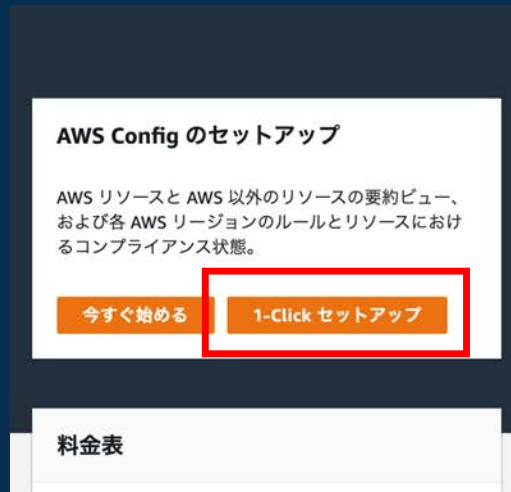 AWS Config のセットアップ
AWS リソースと AWS 以外のリソースの要約ビュー、
および各 AWS リージョンのルールとリソースにおけ
るコンプライアンス状態。
今すぐ始める
1-Click セットアップ
料金表